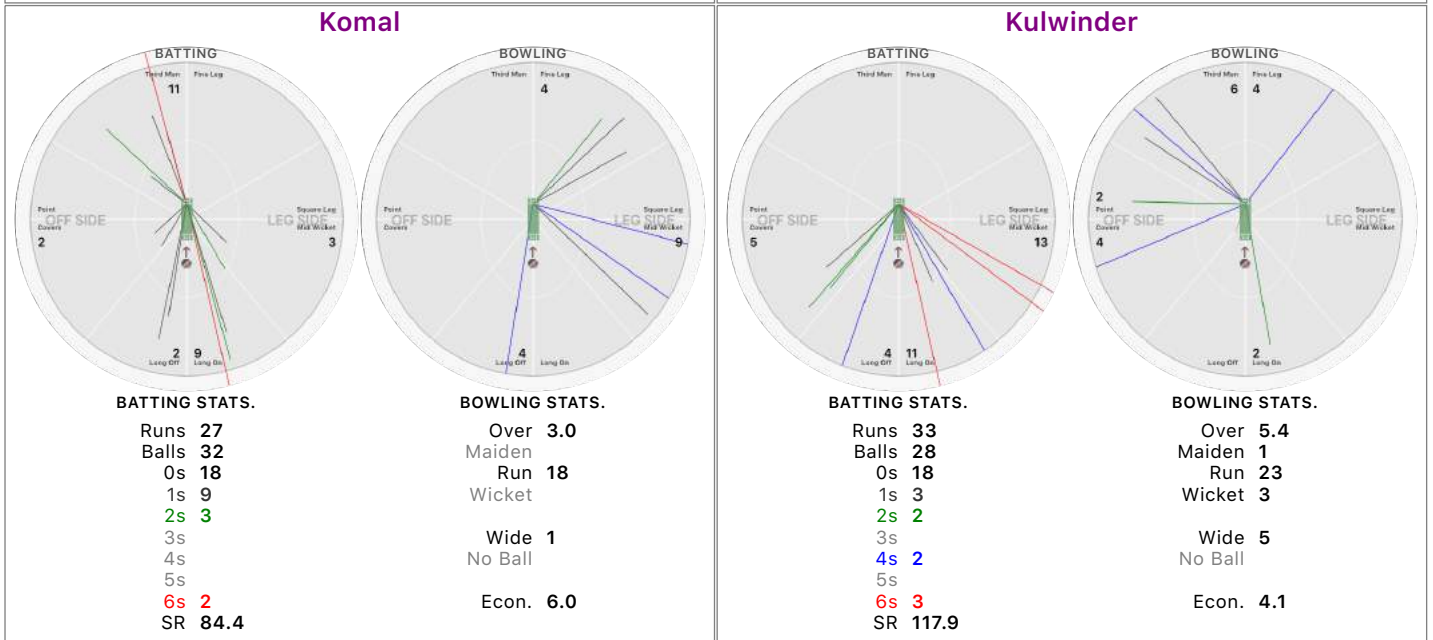 Komal
BATTING
Third Man Fine Leg
11
Point
OFF SIDE
Covers
2
Square Leg
LEG SIDE
Mid Wicket
3
2 9
Long Off Long On
BOWLING
Third Man Fine Leg
4
Point
OFF SIDE
Covers
Square Leg
LEG SIDE
Mid Wicket
9
4
Long Off Long On
BATTING STATS.
Runs 27
Balls 32
0s 18
1s 9
2s 3
3s
4s
5s
6s 2
SR 84.4
BOWLING STATS.
Over 3.0
Maiden
Run 18
Wicket
Wide 1
No Ball
Econ. 6.0
Kulwinder
BATTING
Third Man Fine Leg
Point
OFF SIDE
Covers
5
Square Leg
LEG SIDE
Mid Wicket
13
4 11
Long Off Long On
BOWLING
Third Man Fine Leg
6 4
2
Point
OFF SIDE
Covers
4
Square Leg
LEG SIDE
Mid Wicket
2
Long Off Long On
BATTING STATS.
Runs 33
Balls 28
0s 18
1s 3
2s 2
3s
4s 2
5s
6s 3
SR 117.9
BOWLING STATS.
Over 5.4
Maiden 1
Run 23
Wicket 3
Wide 5
No Ball
Econ. 4.1